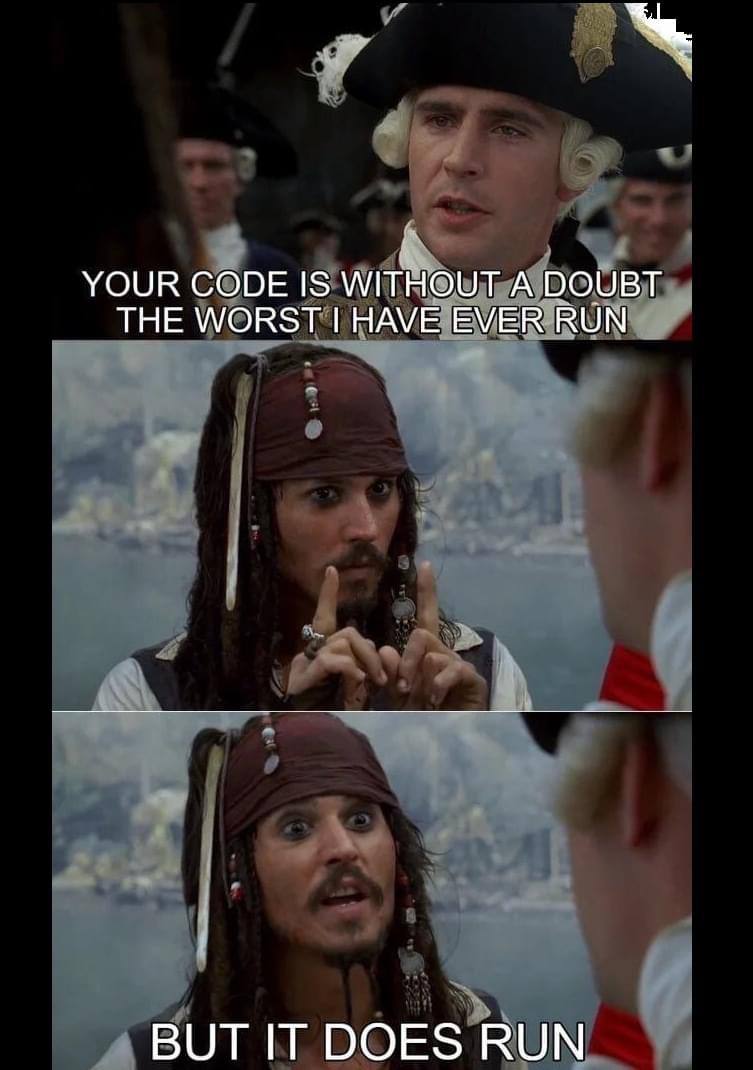 YOUR CODE IS WITHOUT A DOUBT
THE WORST I HAVE EVER RUN
BUT IT DOES RUN